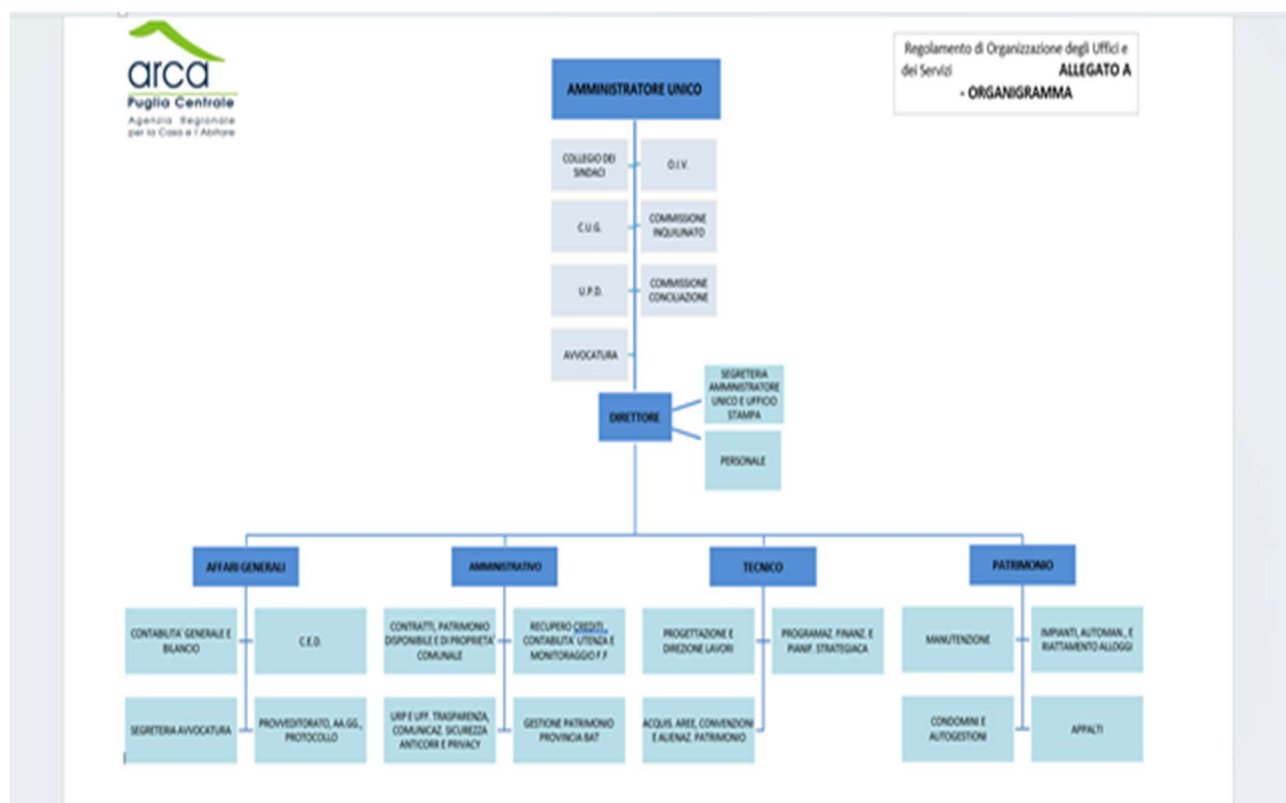 arca
Puglia Centrale
Agenzia Regionale
per la Casa e l'Abitare
Regolamento di Organizzazione degli Uffici e
dei Servizi ALLEGATO A
- ORGANIGRAMMA
AMMINISTRATORE UNICO
COLLEGIO DEI
SINDACI
O.I.V.
C.U.G.
COMMISSIONE
INQUILINATO
U.P.D.
COMMISSIONE
CONCILIAZIONE
AVVOCATURA
SEGRETERIA
AMMINISTRATORE
UNICO E UFFICIO
STAMPA
DIRETTORE
PERSONALE
AFFARI GENERALI
AMMINISTRATIVO
TECNICO
PATRIMONIO
CONTABILITA' GENERALE E
BILANCIO
C.E.D.
CONTRATTI, PATRIMONIO
DISPONIBILE E DI PROPRIETA'
COMUNALE
RECUPERO CREDITI,
CONTABILITA' UTENZA E
MONITORAGGIO F.F
PROGETTAZIONE E
DIREZIONE LAVORI
PROGRAMAZ. FINANZ. E
PIANIF. STRATEGIACA
MANUTENZIONE
IMPIANTI, AUTOMAN., E
RIATTAMENTO ALLOGGI
SEGRETERIA AVVOCATURA
PROVVEDITORATO, AA.GG.,
PROTOCOLLO
URP E UFF. TRASPARENZA,
COMUNICAZ. SICUREZZA
ANTICORR E PRIVACY
GESTIONE PATRIMONIO
PROVINCIA BAT
ACQUIS. AREE, CONVENZIONI
E ALIENAZ. PATRIMONIO
CONDOMINI E
AUTOGESTIONI
APPALTI